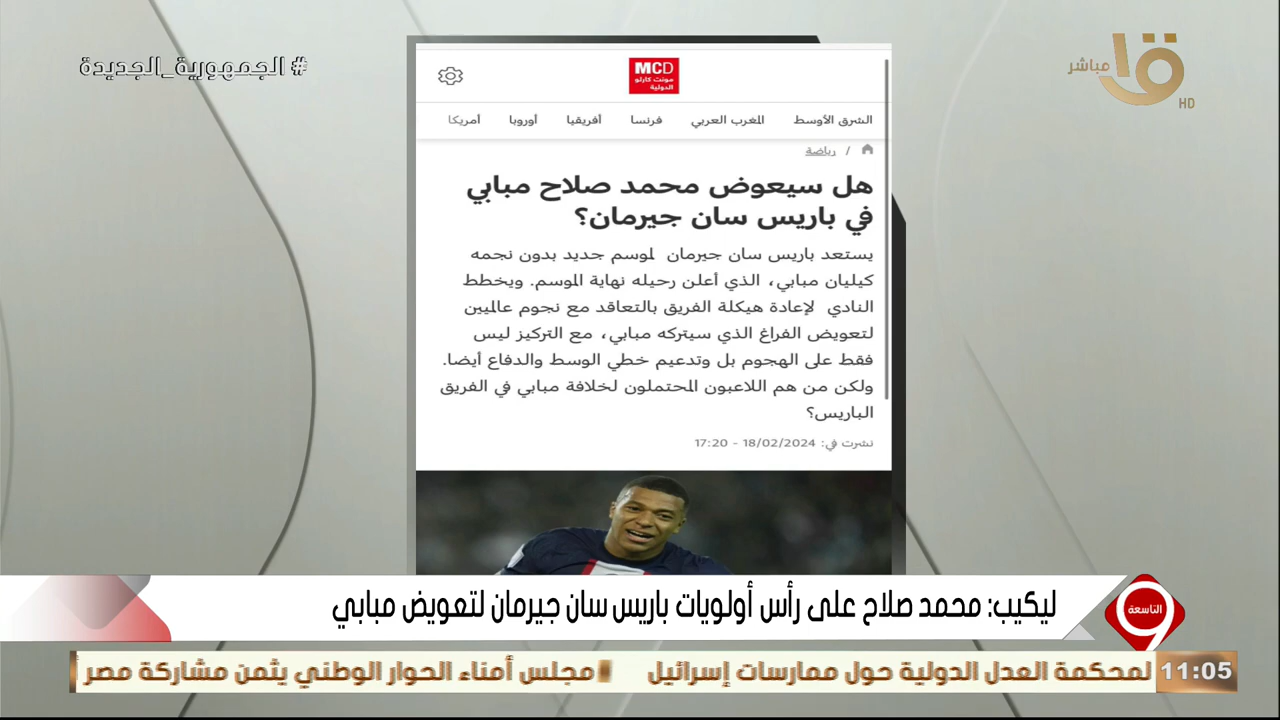 # الجمهورية_الجديدة
مباشر
HD
MCD
مونت كارلو
الدولية
الشرق الأوسط المغرب العربي فرنسا أفريقيا أوروبا أمريكا
/ رياضة
هل سيعوض محمد صلاح مبابي
في باريس سان جيرمان؟
يستعد باريس سان جيرمان لموسم جديد بدون نجمه
كيليان مبابي، الذي أعلن رحيله نهاية الموسم. ويخطط
النادي لإعادة هيكلة الفريق بالتعاقد مع نجوم عالميين
لتعويض الفراغ الذي سيتركه مبابي، مع التركيز ليس
فقط على الهجوم بل وتدعيم خطي الوسط والدفاع أيضا.
ولكن من هم اللاعبون المحتملون لخلافة مبابي في الفريق
الباريس؟
نشرت في: 18/02/2024 - 17:20
التاسعة
ليكيب: محمد صلاح على رأس أولويات باريس سان جيرمان لتعويض مبابي
11:05 لمحكمة العدل الدولية حول ممارسات إسرائيل مجلس أمناء الحوار الوطني يثمن مشاركة مصر